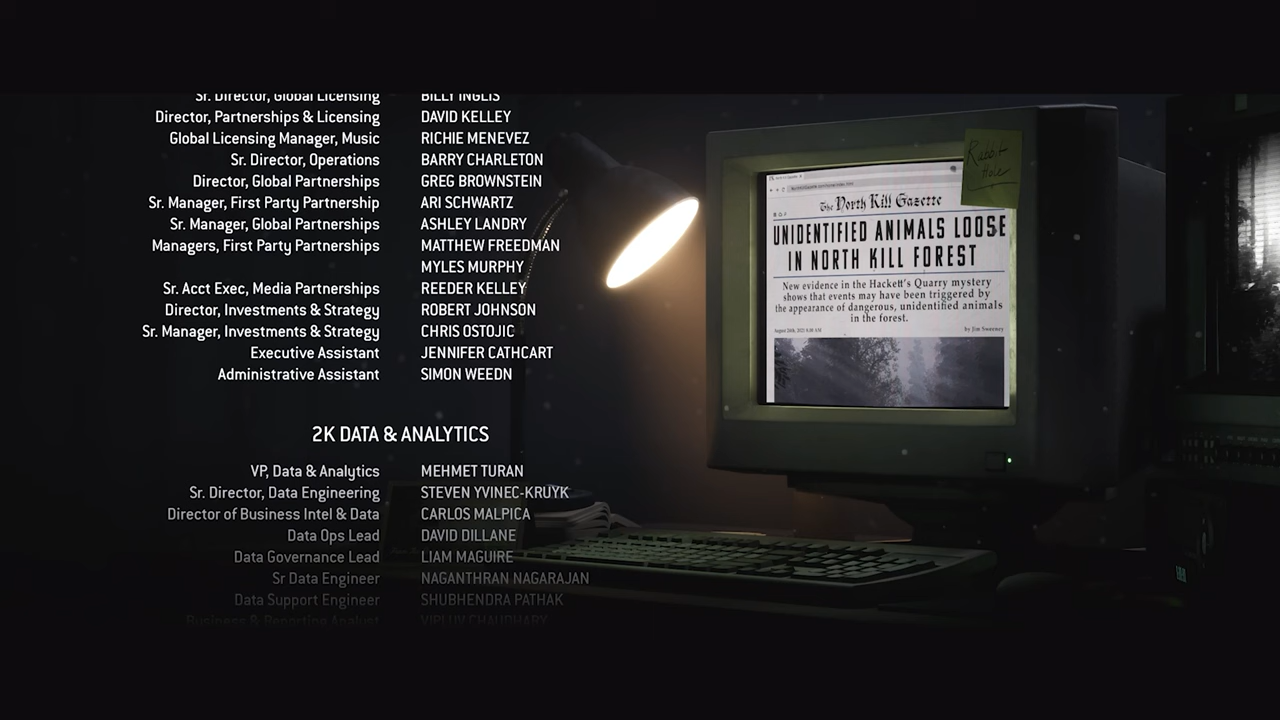 Sr. Director, Global Licensing BILLY INGLIS
Director, Partnerships & Licensing DAVID KELLEY
Global Licensing Manager, Music RICHIE MENEVEZ
Sr. Director, Operations BARRY CHARLETON
Director, Global Partnerships GREG BROWNSTEIN
Sr. Manager, First Party Partnership ARI SCHWARTZ
Sr. Manager, Global Partnerships ASHLEY LANDRY
Managers, First Party Partnerships MATTHEW FREEDMAN
MYLES MURPHY
Sr. Acct Exec, Media Partnerships REEDER KELLEY
Director, Investments & Strategy ROBERT JOHNSON
Sr. Manager, Investments & Strategy CHRIS OSTOJIC
Executive Assistant JENNIFER CATHCART
Administrative Assistant SIMON WEEDN
2K DATA & ANALYTICS
VP, Data & Analytics MEHMET TURAN
Sr. Director, Data Engineering STEVEN YVINEC-KRUYK
Director of Business Intel & Data CARLOS MALPICA
Data Ops Lead DAVID DILLANE
Data Governance Lead LIAM MAGUIRE
Sr Data Engineer NAGANTHRAN NAGARAJAN
Data Support Engineer SHUBHENDRA PATHAK
Business & Reporting Analyst VIPLUV CHAUDHARY
Rabbit
Hole
The North Kill Gazette
UNIDENTIFIED ANIMALS LOOSE
IN NORTH KILL FOREST
New evidence in the Hackett's Quarry mystery
shows that events may have been triggered by
the appearance of dangerous, unidentified animals
in the forest.
by Jim Sweeney